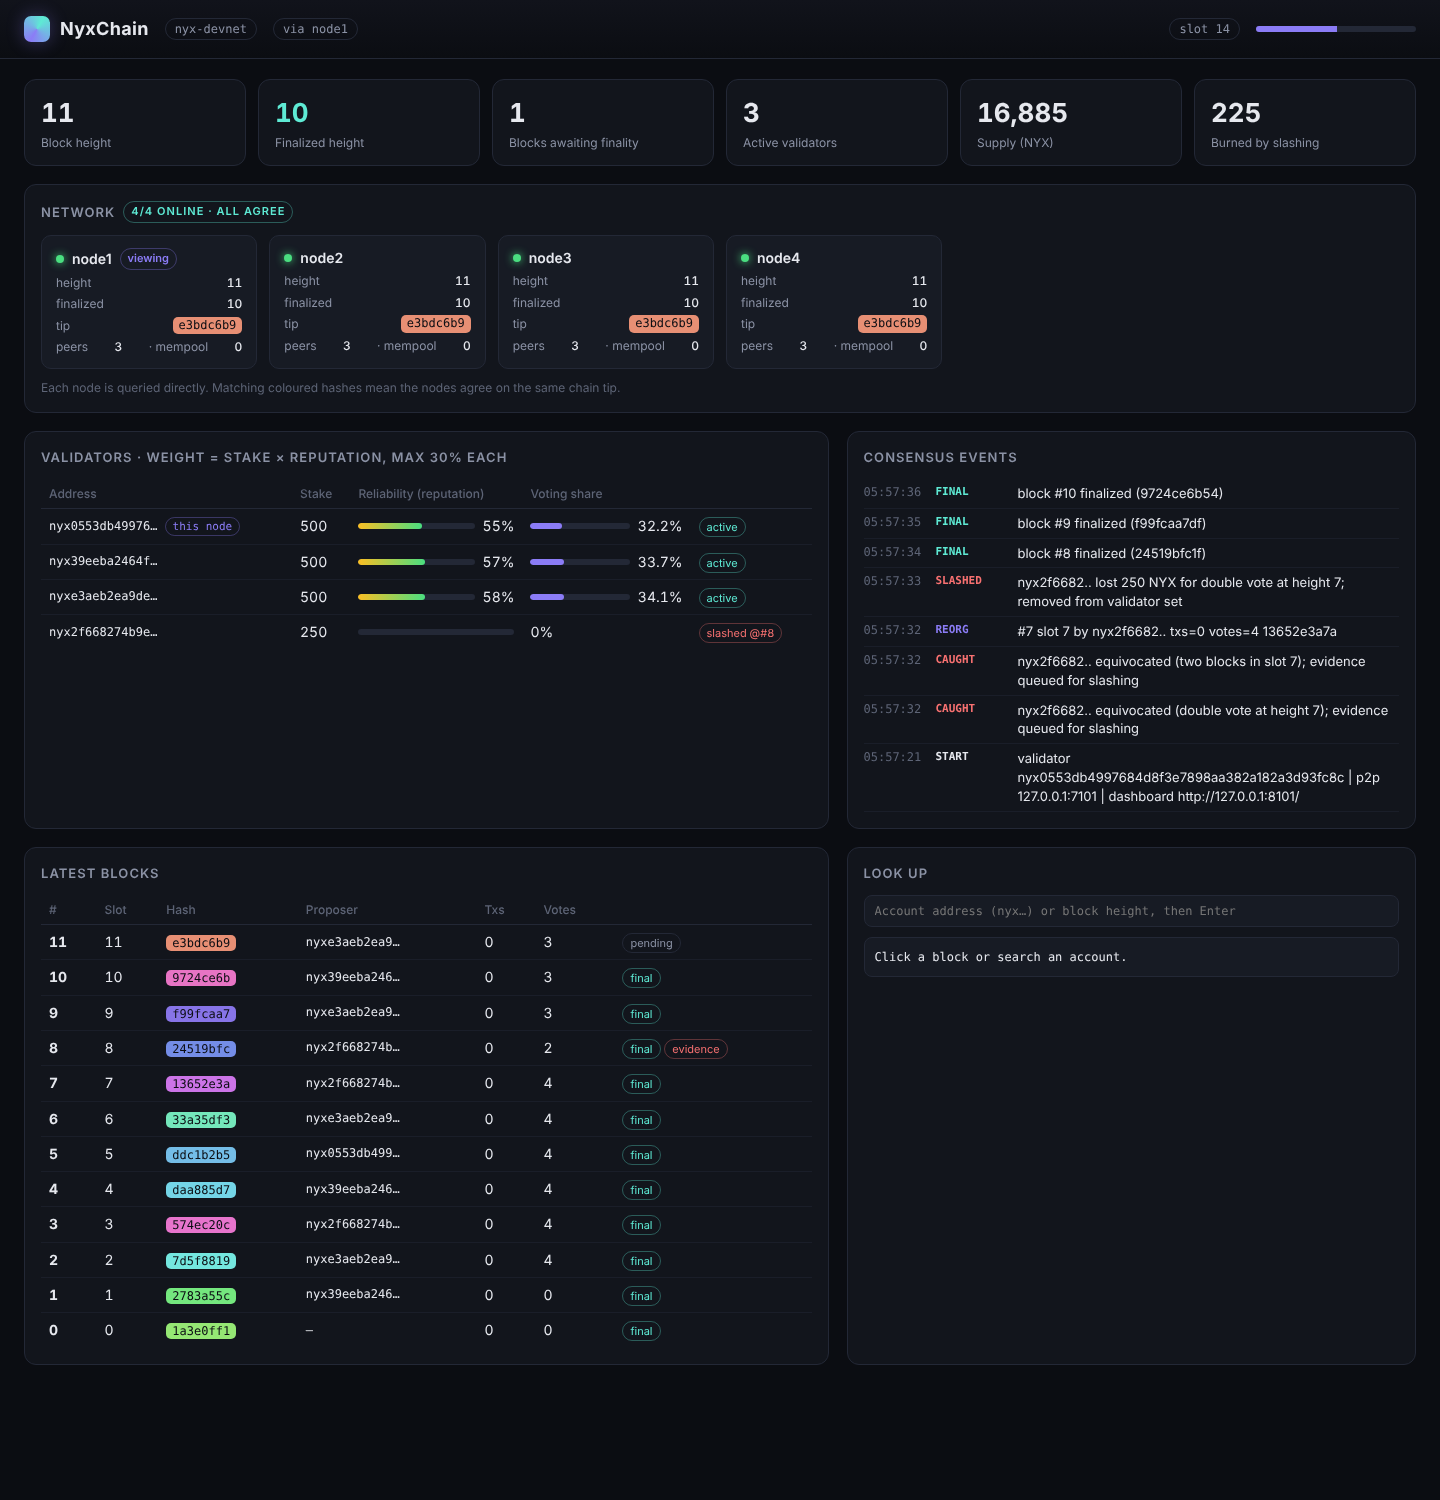 NyxChain nyx-devnet via node1 slot 14
11 10 1 3 16,885 225
Block height Finalized height Blocks awaiting finality Active validators Supply (NYX) Burned by slashing
NETWORK 4/4 ONLINE · ALL AGREE
node1 viewing
height 11
finalized 10
tip e3bdc6b9
peers 3 · mempool 0
node2
height 11
finalized 10
tip e3bdc6b9
peers 3 · mempool 0
node3
height 11
finalized 10
tip e3bdc6b9
peers 3 · mempool 0
node4
height 11
finalized 10
tip e3bdc6b9
peers 3 · mempool 0
Each node is queried directly. Matching coloured hashes mean the nodes agree on the same chain tip.
VALIDATORS · WEIGHT = STAKE × REPUTATION, MAX 30% EACH
Address Stake Reliability (reputation) Voting share
nyx0553db49976… this node 500 55% 32.2% active
nyx39eeba2464f… 500 57% 33.7% active
nyxe3aeb2ea9de… 500 58% 34.1% active
nyx2f668274b9e… 250 0% slashed @#8
CONSENSUS EVENTS
05:57:36 FINAL block #10 finalized (9724ce6b54)
05:57:35 FINAL block #9 finalized (f99fcaa7df)
05:57:34 FINAL block #8 finalized (24519bfc1f)
05:57:33 SLASHED nyx2f6682.. lost 250 NYX for double vote at height 7;
removed from validator set
05:57:32 REORG #7 slot 7 by nyx2f6682.. txs=0 votes=4 13652e3a7a
05:57:32 CAUGHT nyx2f6682.. equivocated (two blocks in slot 7); evidence
queued for slashing
05:57:32 CAUGHT nyx2f6682.. equivocated (double vote at height 7); evidence
queued for slashing
05:57:21 START validator
nyx0553db4997684d8f3e7898aa382a182a3d93fc8c | p2p
127.0.0.1:7101 | dashboard http://127.0.0.1:8101/
LATEST BLOCKS
# Slot Hash Proposer Txs Votes
11 11 e3bdc6b9 nyxe3aeb2ea9… 0 3 pending
10 10 9724ce6b nyx39eeba246… 0 3 final
9 9 f99fcaa7 nyxe3aeb2ea9… 0 3 final
8 8 24519bfc nyx2f668274b… 0 2 final evidence
7 7 13652e3a nyx2f668274b… 0 4 final
6 6 33a35df3 nyxe3aeb2ea9… 0 4 final
5 5 ddc1b2b5 nyx0553db499… 0 4 final
4 4 daa885d7 nyx39eeba246… 0 4 final
3 3 574ec20c nyx2f668274b… 0 4 final
2 2 7d5f8819 nyxe3aeb2ea9… 0 4 final
1 1 2783a55c nyx39eeba246… 0 0 final
0 0 1a3e0ff1 — 0 0 final
LOOK UP
Account address (nyx…) or block height, then Enter
Click a block or search an account.